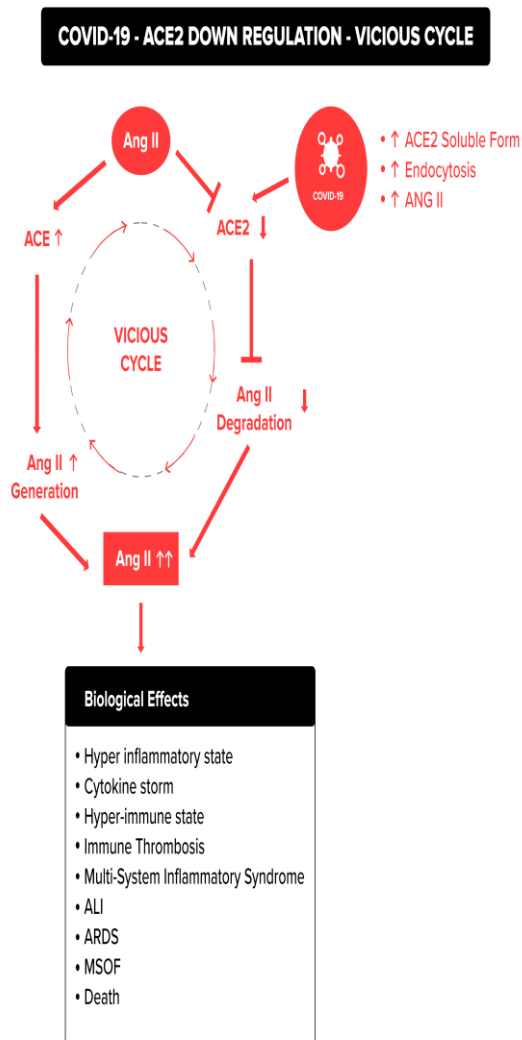 COVID-19 - ACE2 DOWN REGULATION - VICIOUS CYCLE
Ang II
COVID-19
• ↑ ACE2 Soluble Form
• ↑ Endocytosis
• ↑ ANG II
ACE ↑
ACE2 ↓
VICIOUS
CYCLE
Ang II ↓
Degradation
Ang II ↑
Generation
Ang II ↑↑
Biological Effects
• Hyper inflammatory state
• Cytokine storm
• Hyper-immune state
• Immune Thrombosis
• Multi-System Inflammatory Syndrome
• ALI
• ARDS
• MSOF
• Death